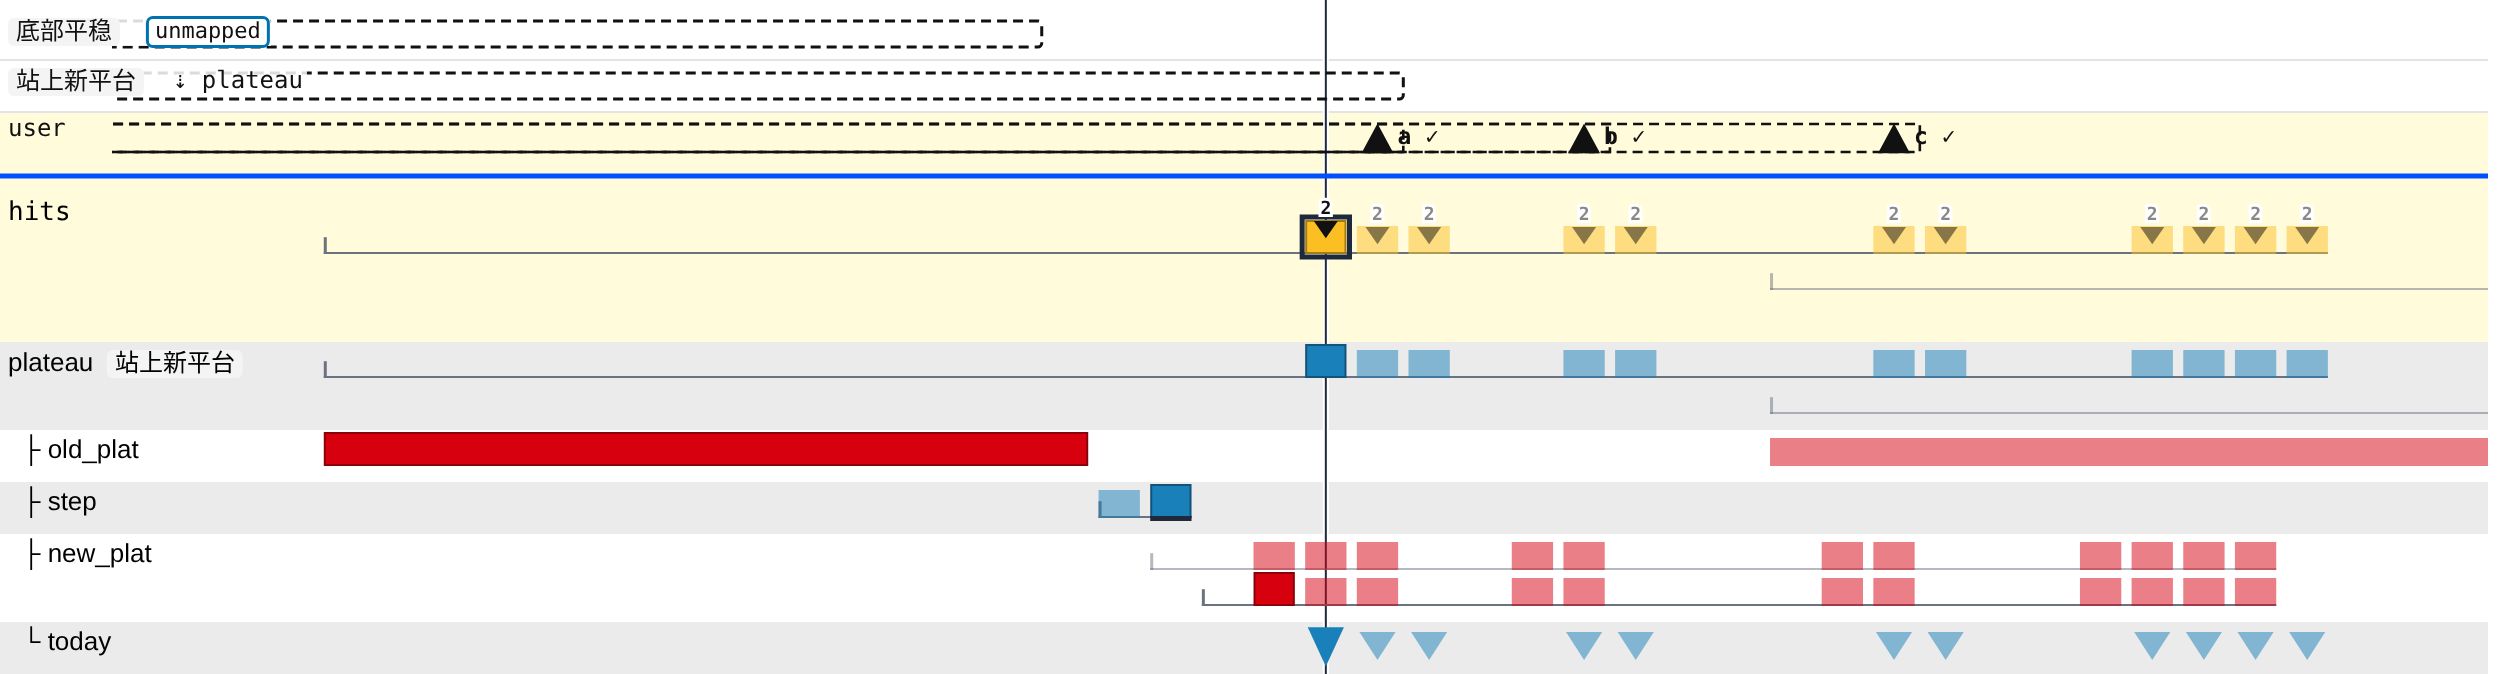 底部平稳 unmapped
站上新平台 ⇣ plateau
user a ✓ b ✓ c ✓
hits 2 2 2 2 2 2 2 2 2 2 2
plateau 站上新平台
├ old_plat
├ step
├ new_plat
└ today